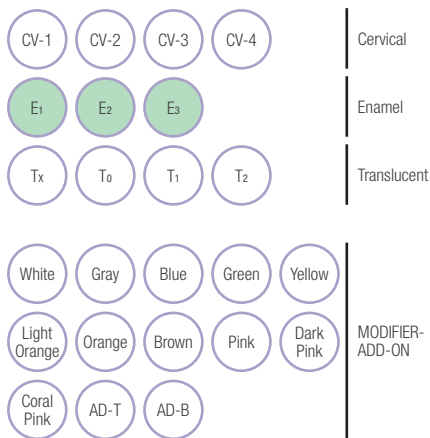 CV-1 CV-2 CV-3 CV-4 Cervical
E1 E2 E3 Enamel
Tx T0 T1 T2 Translucent
White Gray Blue Green Yellow
Light Orange Orange Brown Pink Dark Pink MODIFIER-
ADD-ON
Coral Pink AD-T AD-B